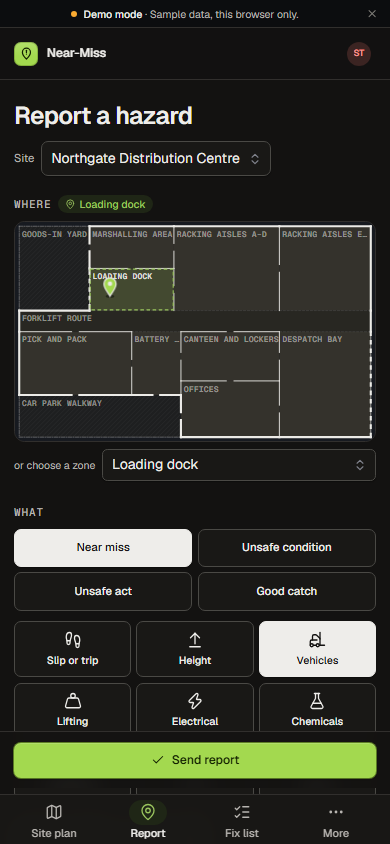 Demo mode · Sample data, this browser only.
Near-Miss
ST
Report a hazard
Site
Northgate Distribution Centre
WHERE
Loading dock
GOODS-IN YARD
MARSHALLING AREA
RACKING AISLES A-D
RACKING AISLES E…
LOADING DOCK
FORKLIFT ROUTE
PICK AND PACK
BATTERY …
CANTEEN AND LOCKERS
DESPATCH BAY
OFFICES
CAR PARK WALKWAY
or choose a zone
Loading dock
WHAT
Near miss
Unsafe condition
Unsafe act
Good catch
Slip or trip
Height
Vehicles
Lifting
Electrical
Chemicals
Send report
Site plan
Report
Fix list
More